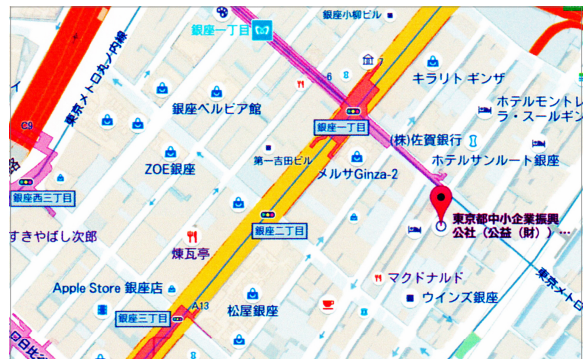 銀座小柳ビル
銀座一丁目
東京メトロ丸ノ内線
キラリト ギンザ
6
7
銀座ベルビア館
ホテルモントレ
ラ・スールギン
C9
銀座一丁目
(株)佐賀銀行
第一吉田ビル
ホテルサンルート銀座
ZOE銀座
メルサGinza-2
銀座西三丁目
東京都中小企業振興
公社(公益(財))…
銀座二丁目
すきやばし次郎
煉瓦亭
マクドナルド
東京メト
Apple Store 銀座店
A13
松屋銀座
ウインズ銀座
銀座三丁目
日比